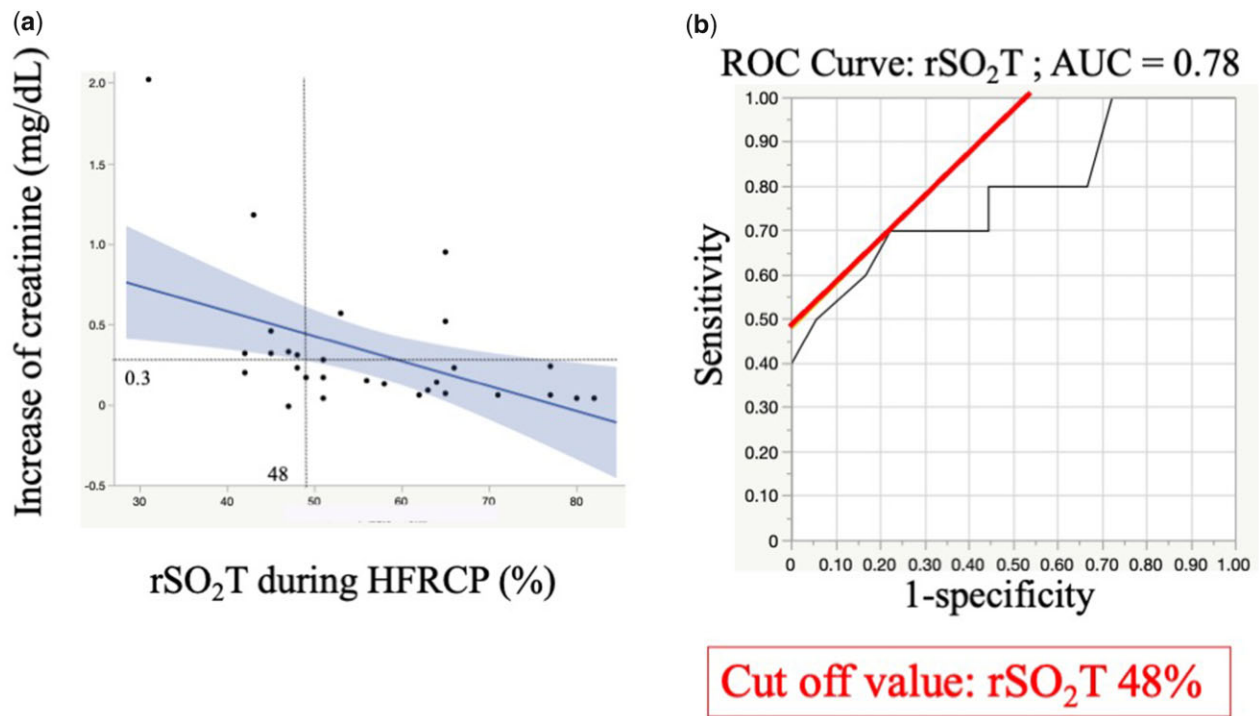 (a)
Increase of creatinine (mg/dL)
2.0
1.5
1.0
0.5
0
-0.5
0.3
48
30 40 50 60 70 80
rSO₂T during HFRCP (%)
(b)
ROC Curve: rSO₂T ; AUC = 0.78
Sensitivity
1.00
0.90
0.80
0.70
0.60
0.50
0.40
0.30
0.20
0.10
0
0 0.10 0.20 0.30 0.40 0.50 0.60 0.70 0.80 0.90 1.00
1-specificity
Cut off value: rSO₂T 48%